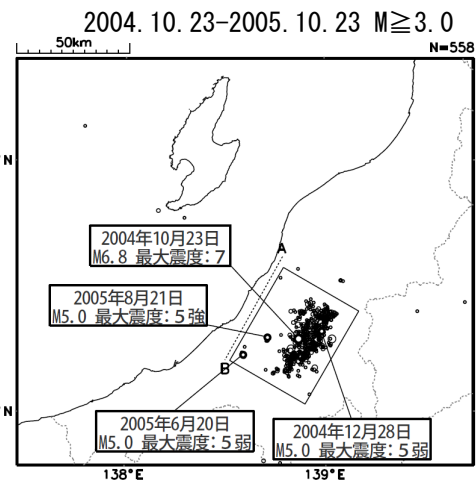 2004.10.23-2005.10.23 M≧3.0
50km
N=558
N
A
2004年10月23日
M6.8 最大震度:7
2005年8月21日
M5.0 最大震度:5強
B
2005年6月20日
M5.0 最大震度:5弱
2004年12月28日
M5.0 最大震度:5弱
N
138°E
139°E